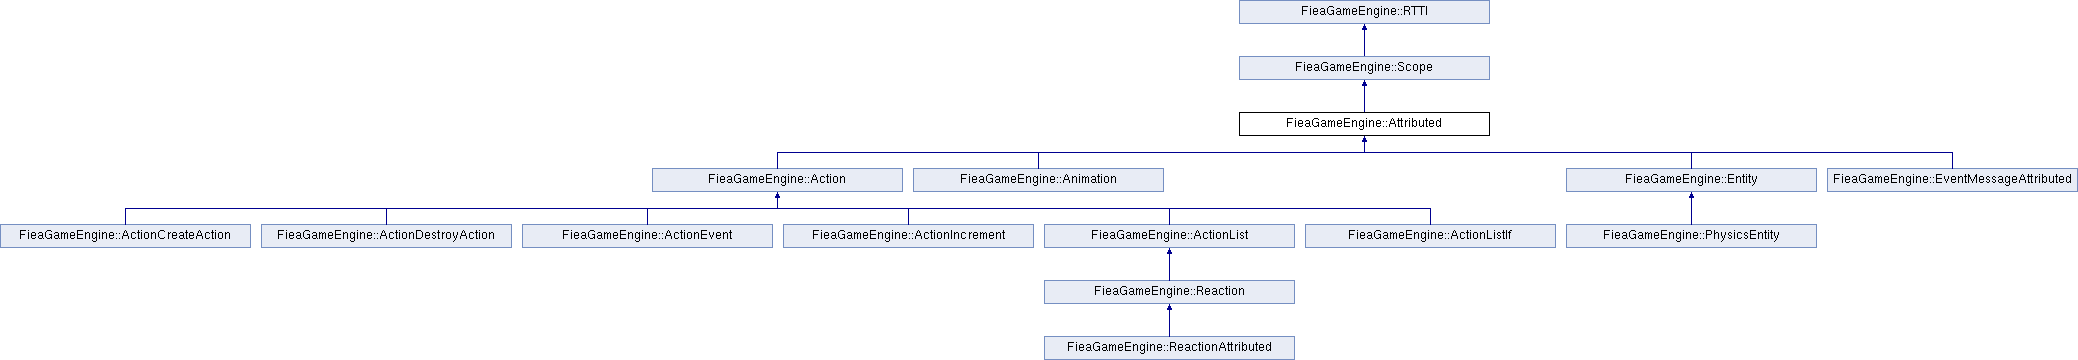 FieaGameEngine::RTTI
FieaGameEngine::Scope
FieaGameEngine::Attributed
FieaGameEngine::Action
FieaGameEngine::Animation
FieaGameEngine::Entity
FieaGameEngine::EventMessageAttributed
FieaGameEngine::ActionCreateAction
FieaGameEngine::ActionDestroyAction
FieaGameEngine::ActionEvent
FieaGameEngine::ActionIncrement
FieaGameEngine::ActionList
FieaGameEngine::ActionListIf
FieaGameEngine::PhysicsEntity
FieaGameEngine::Reaction
FieaGameEngine::ReactionAttributed